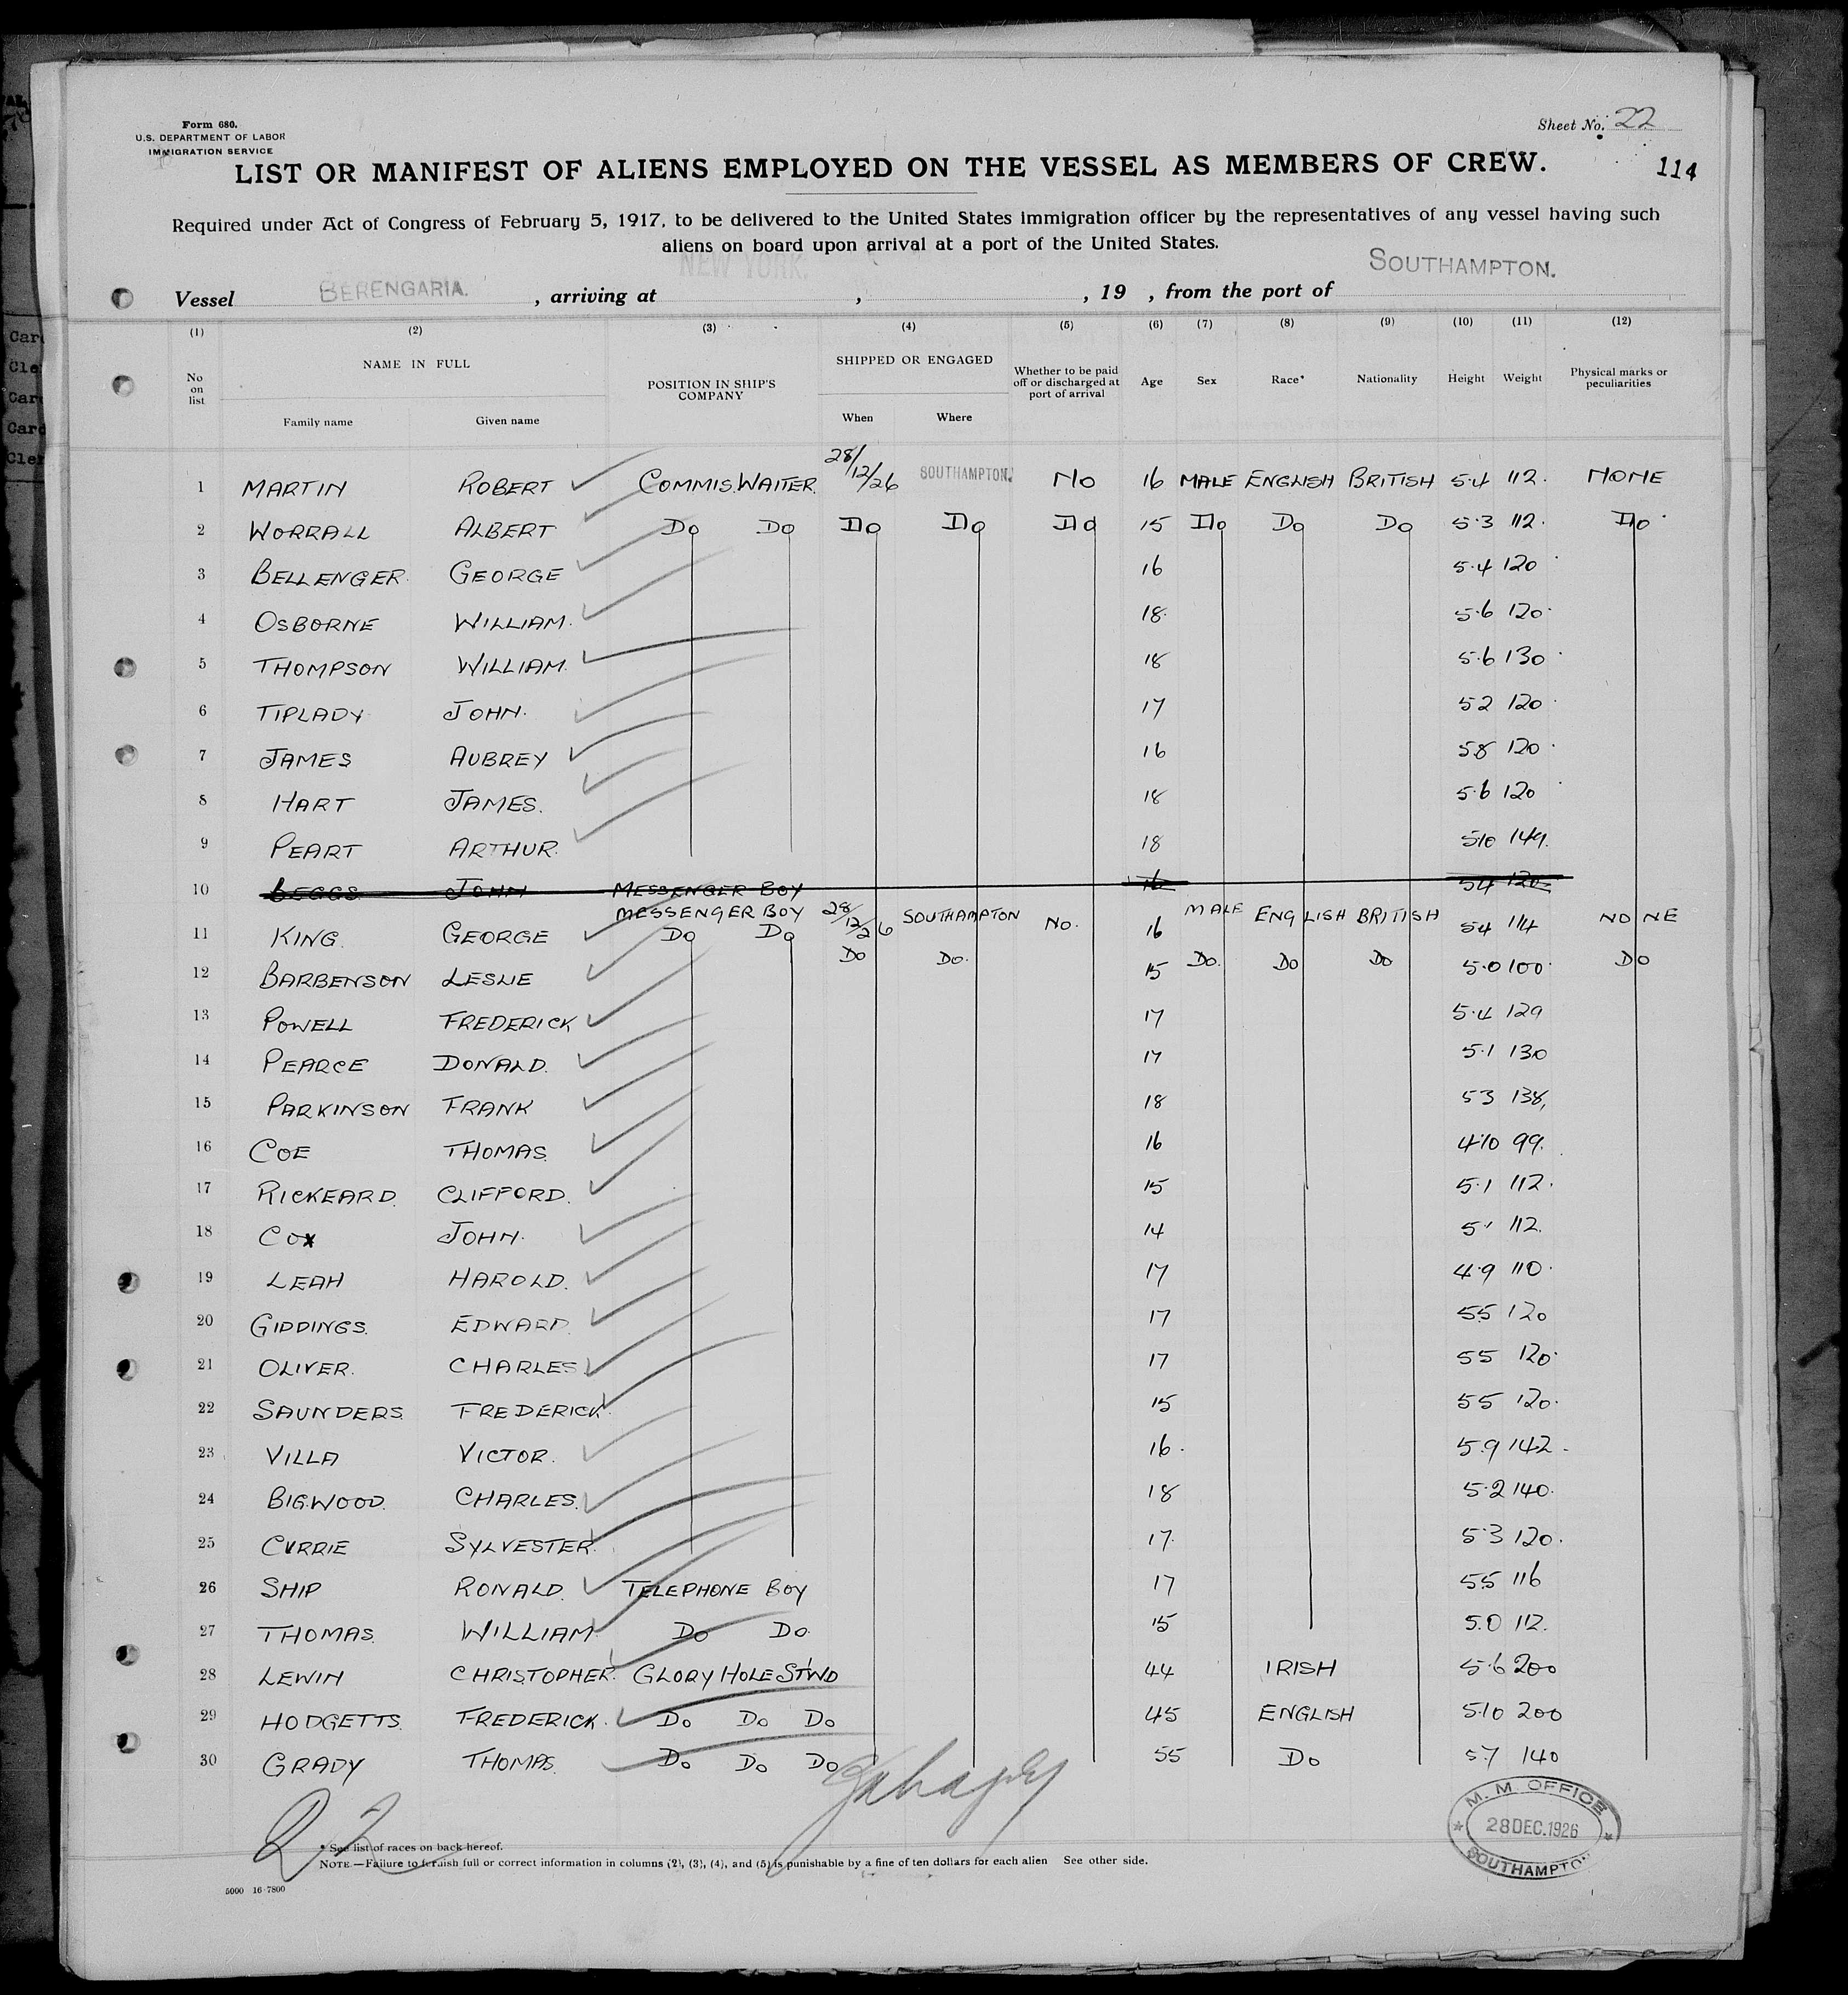 Form 680.
U.S. DEPARTMENT OF LABOR
IMMIGRATION SERVICE
Sheet No. 22
LIST OR MANIFEST OF ALIENS EMPLOYED ON THE VESSEL AS MEMBERS OF CREW.
114
Required under Act of Congress of February 5, 1917, to be delivered to the United States immigration officer by the representatives of any vessel having such
aliens on board upon arrival at a port of the United States.
Vessel BERENGARIA. , arriving at NEW YORK. , , 19 , from the port of SOUTHAMPTON.
(1) (2) (3) (4) (5) (6) (7) (8) (9) (10) (11) (12)
No on list NAME IN FULL Family name Given name POSITION IN SHIP'S COMPANY SHIPPED OR ENGAGED When Where Whether to be paid off or discharged at port of arrival Age Sex Race* Nationality Height Weight Physical marks or peculiarities
1 MARTIN ROBERT COMMIS.WAITER. 28/12/26 SOUTHAMPTON. NO 16 MALE ENGLISH BRITISH 5.4 112. NONE
2 WORRALL ALBERT Do Do Do Do Do 15 Do Do Do 5.3 112. Do
3 BELLENGER. GEORGE 16 5.4 120
4 OSBORNE WILLIAM. 18. 5.6 120.
5 THOMPSON WILLIAM. 18 5.6 130
6 TIPLADY JOHN. 17 52 120
7 JAMES AUBREY 16 58 120
8 HART JAMES. 18 5.6 120
9 PEART ARTHUR. 18 5.10 149.
10 BEGGS JOHN MESSENGER BOY 16 54 120
11 KING. GEORGE MESSENGER BOY 28/12/26 SOUTHAMPTON NO. 16 MALE ENGLISH BRITISH 54 114 NONE
Do Do
12 BARBENSON LESLIE Do Do. 15 Do. Do Do 5.0 100. Do
13 POWELL FREDERICK 17 5.4 129
14 PEARCE DONALD. 17 5.1 130
15 PARKINSON FRANK 18 53 138,
16 COE THOMAS. 16 4.10 99.
17 RICKEARD. CLIFFORD. 15 5.1 112.
18 COX JOHN. 14 5.1 112.
19 LEAH HAROLD. 17 4.9 110.
20 GIDDINGS. EDWARD. 17 55 120
21 OLIVER. CHARLES. 17 55 120.
22 SAUNDERS. FREDERICK. 15 55 120.
23 VILLA VICTOR. 16. 5.9 142.
24 BIGWOOD. CHARLES. 18 5.2 140.
25 CURRIE SYLVESTER. 17. 5.3 120.
26 SHIP RONALD. TELEPHONE BOY 17 55 116
27 THOMAS. WILLIAM. Do Do. 15 5.0 112.
28 LEWIN CHRISTOPHER. GLORY HOLE STWD 44 IRISH 5.6 200
29 HODGETTS. FREDERICK. Do Do Do 45 ENGLISH 5.10 200
30 GRADY THOMAS. Do Do Do 55 Do 5.7 140
22
M. M. OFFICE
28 DEC. 1926
SOUTHAMPTON
* See list of races on back hereof.
NOTE.—Failure to furnish full or correct information in columns (2), (3), (4), and (5) is punishable by a fine of ten dollars for each alien See other side.
5000 16-7800